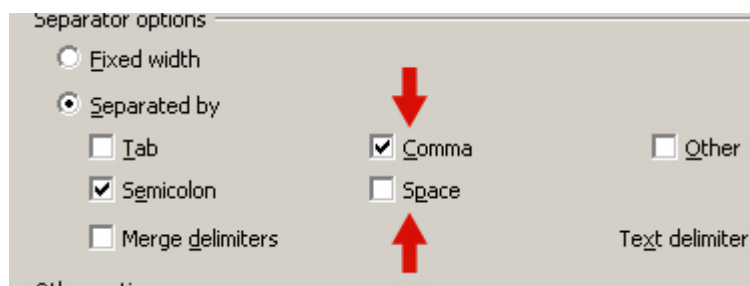 Separator options
Fixed width
Separated by
Tab Comma Other
Semicolon Space
Merge delimiters Text delimiter